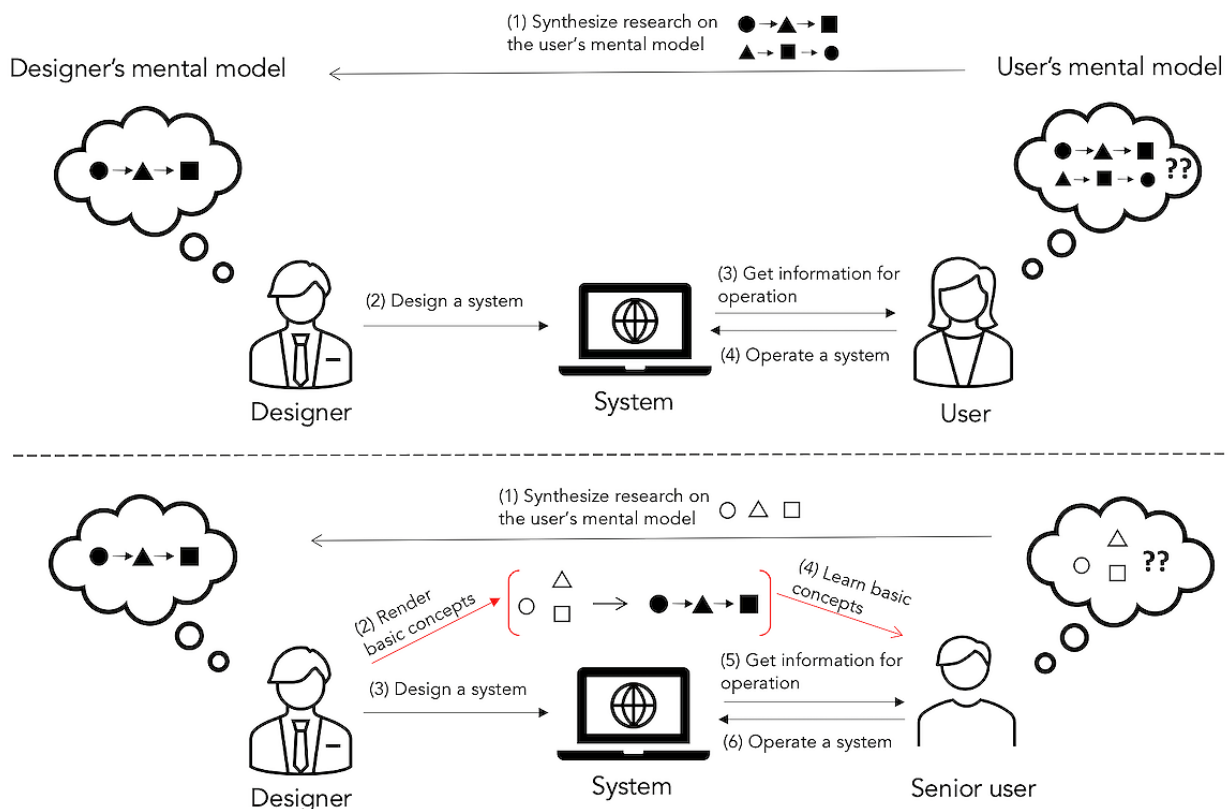 (1) Synthesize research on
the user's mental model
Designer's mental model
User's mental model
??
(2) Design a system
(3) Get information for
operation
(4) Operate a system
Designer
System
User
(1) Synthesize research on
the user's mental model
??
(2) Render
basic concepts
(4) Learn basic
concepts
(3) Design a system
(5) Get information for
operation
(6) Operate a system
Designer
System
Senior user